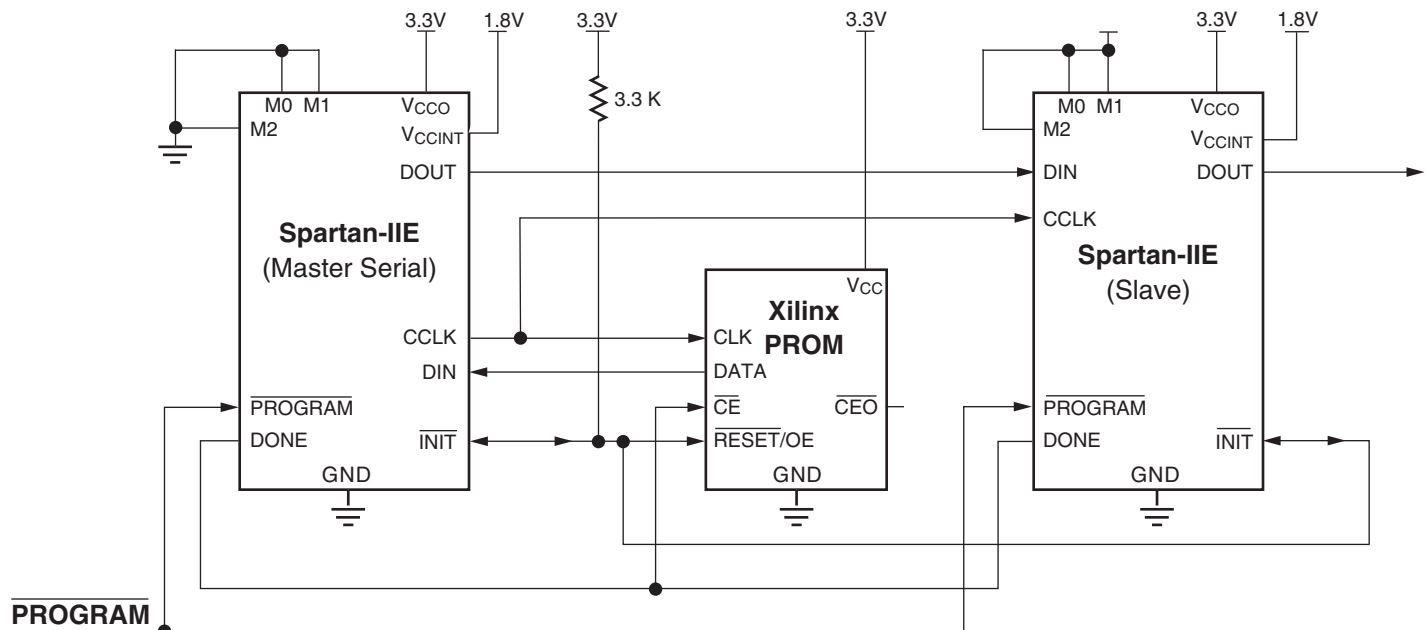 3.3V 1.8V 3.3V 3.3V 3.3V 1.8V
M0 M1 VCCO
M2
VCCINT
DOUT
Spartan-IIE
(Master Serial)
CCLK
DIN
PROGRAM
DONE INIT
GND
3.3 K
VCC
Xilinx
PROM
CLK
DATA
CE CEO
RESET/OE
GND
M0 M1 VCCO
M2
VCCINT
DIN DOUT
CCLK
Spartan-IIE
(Slave)
PROGRAM
DONE INIT
GND
PROGRAM